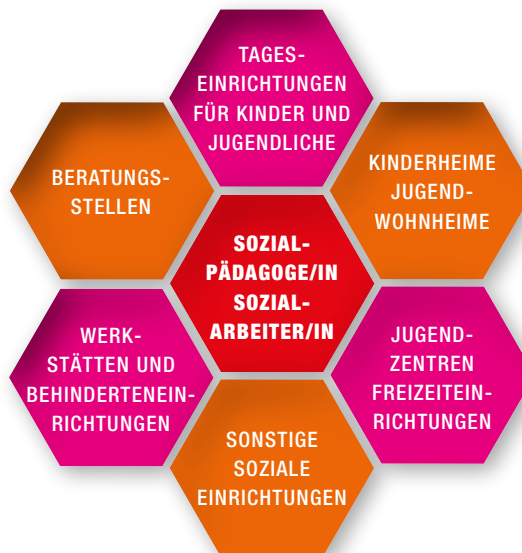 TAGES-
EINRICHTUNGEN
FÜR KINDER UND
JUGENDLICHE
BERATUNGS-
STELLEN
KINDERHEIME
JUGEND-
WOHNHEIME
SOZIAL-
PÄDAGOGE/IN
SOZIAL-
ARBEITER/IN
WERK-
STÄTTEN UND
BEHINDERTENEIN-
RICHTUNGEN
JUGEND-
ZENTREN
FREIZEITEIN-
RICHTUNGEN
SONSTIGE
SOZIALE
EINRICHTUNGEN